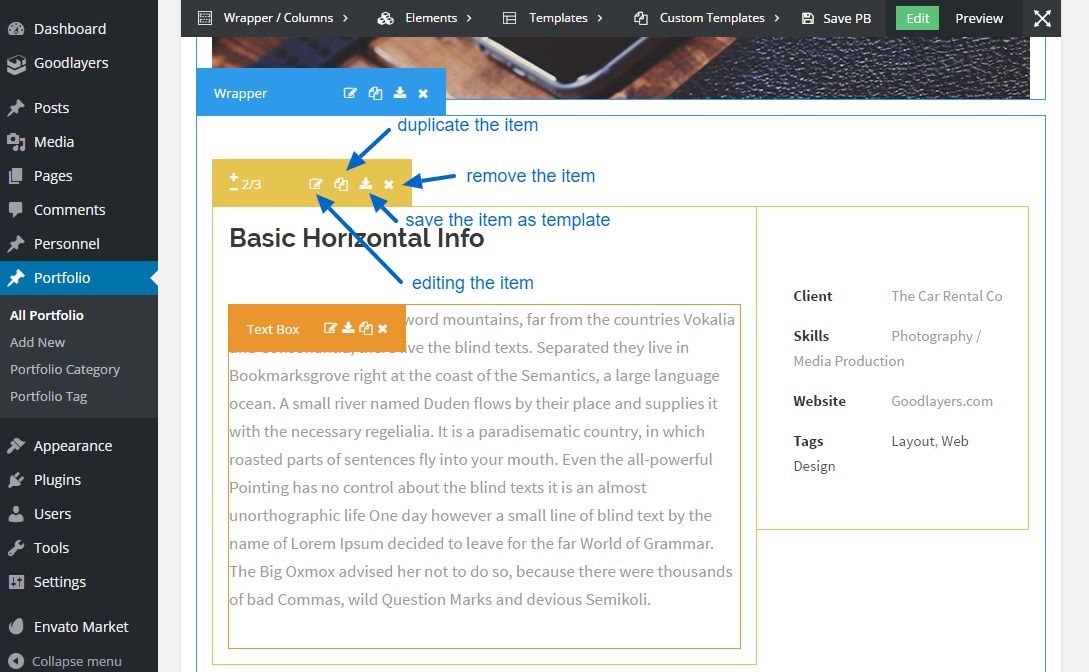 Dashboard
Goodlayers
Posts
Media
Pages
Comments
Personnel
Portfolio
All Portfolio
Add New
Portfolio Category
Portfolio Tag
Appearance
Plugins
Users
Tools
Settings
Envato Market
Collapse menu
Wrapper / Columns
Elements
Templates
Custom Templates
Save PB
Edit
Preview
Wrapper
duplicate the item
2/3
remove the item
save the item as template
Basic Horizontal Info
editing the item
Text Box
word mountains, far from the countries Vokalia
live the blind texts. Separated they live in
Bookmarksgrove right at the coast of the Semantics, a large language
ocean. A small river named Duden flows by their place and supplies it
with the necessary regelialia. It is a paradisematic country, in which
roasted parts of sentences fly into your mouth. Even the all-powerful
Pointing has no control about the blind texts it is an almost
unorthographic life One day however a small line of blind text by the
name of Lorem Ipsum decided to leave for the far World of Grammar.
The Big Oxmox advised her not to do so, because there were thousands
of bad Commas, wild Question Marks and devious Semikoli.
Client The Car Rental Co
Skills Photography /
Media Production
Website Goodlayers.com
Tags Layout, Web
Design